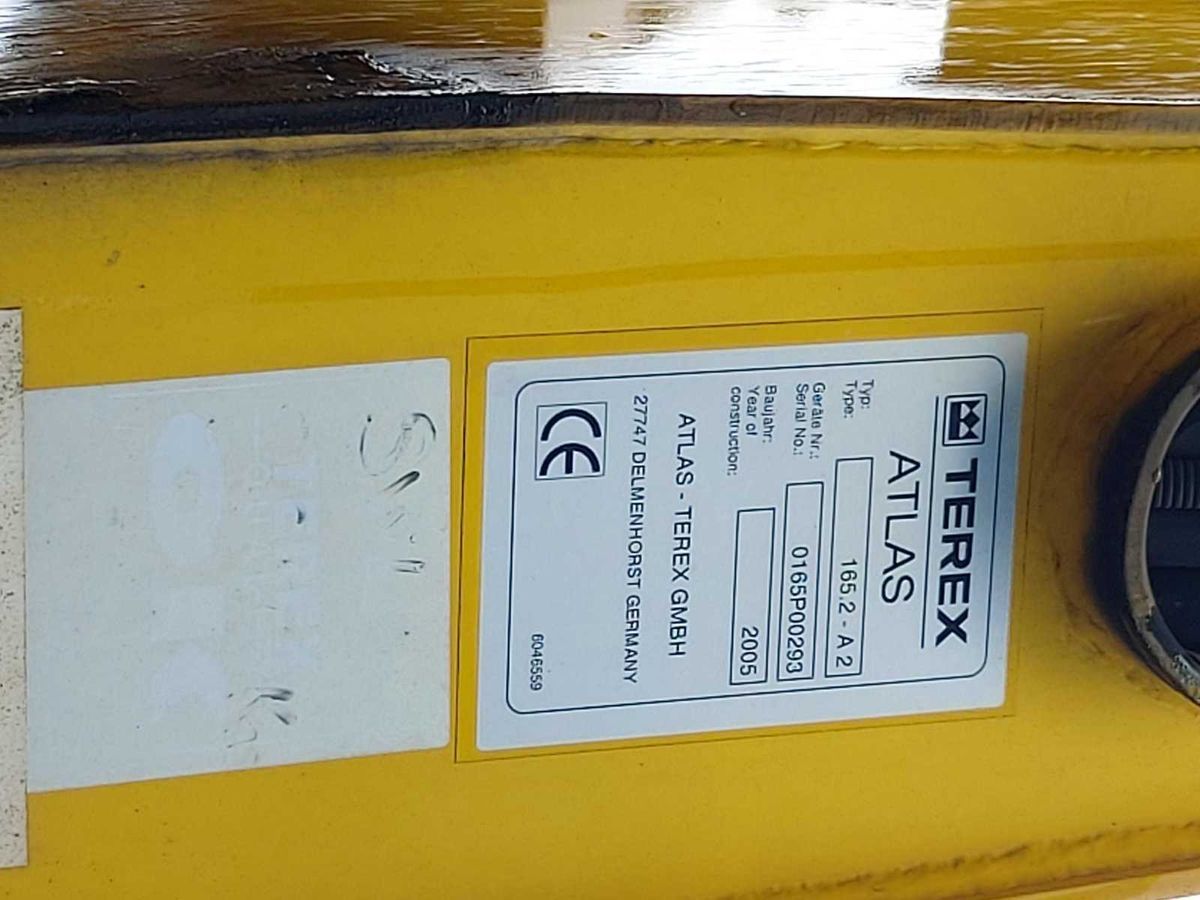 TEREX
ATLAS
Typ:
Type: 165.2 - A 2
Geräte Nr.:
Serial No.: 0165P00293
Baujahr:
Year of
construction: 2005
ATLAS - TEREX GMBH
27747 DELMENHORST GERMANY
CE
6046559